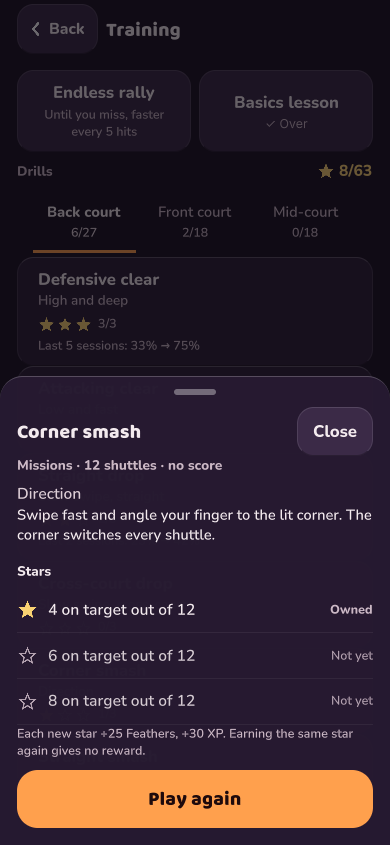 Back
Training
Endless rally
Until you miss, faster
every 5 hits
Basics lesson
✓ Over
Drills
8/63
Back court
6/27
Front court
2/18
Mid-court
0/18
Defensive clear
High and deep
3/3
Last 5 sessions: 33% → 75%
Corner smash
Close
Missions · 12 shuttles · no score
Direction
Swipe fast and angle your finger to the lit corner. The
corner switches every shuttle.
Stars
4 on target out of 12
Owned
6 on target out of 12
Not yet
8 on target out of 12
Not yet
Each new star +25 Feathers, +30 XP. Earning the same star
again gives no reward.
Play again